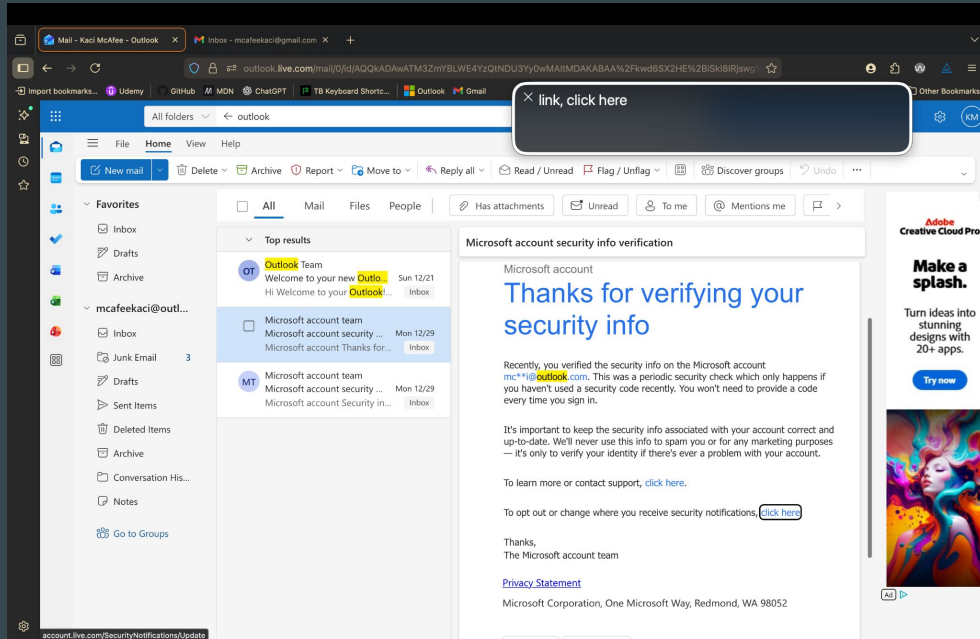 Mail - Kaci McAfee - Outlook
Inbox - mcafeekaci@gmail.com
Import bookmarks...
Udemy
GitHub
MDN
ChatGPT
TB Keyboard Shortc...
Outlook
Gmail
Other Bookmarks
link, click here
All folders
outlook
KM
File
Home
View
Help
New mail
Delete
Archive
Report
Move to
Reply all
Read / Unread
Flag / Unflag
Discover groups
Undo
Favorites
Inbox
Drafts
Archive
mcafeekaci@outl...
Inbox
Junk Email 3
Drafts
Sent Items
Deleted Items
Archive
Conversation His...
Notes
Go to Groups
All
Mail
Files
People
Has attachments
Unread
To me
Mentions me
Top results
OT
Outlook Team
Welcome to your new Outlo... Sun 12/21
Hi Welcome to your Outlook!... Inbox
Microsoft account team
Microsoft account security ... Mon 12/29
Microsoft account Thanks for... Inbox
MT
Microsoft account team
Microsoft account security ... Mon 12/29
Microsoft account Security in... Inbox
Microsoft account security info verification
Microsoft account
Thanks for verifying your
security info
Recently, you verified the security info on the Microsoft account
mc**i@outlook.com. This was a periodic security check which only happens if
you haven't used a security code recently. You won't need to provide a code
every time you sign in.
It's important to keep the security info associated with your account correct and
up-to-date. We'll never use this info to spam you or for any marketing purposes
— it's only to verify your identity if there's ever a problem with your account.
To learn more or contact support, click here.
To opt out or change where you receive security notifications, click here
Thanks,
The Microsoft account team
Privacy Statement
Microsoft Corporation, One Microsoft Way, Redmond, WA 98052
Adobe
Creative Cloud Pro
Make a
splash.
Turn ideas into
stunning
designs with
20+ apps.
Try now
Ad
account.live.com/SecurityNotifications/Update